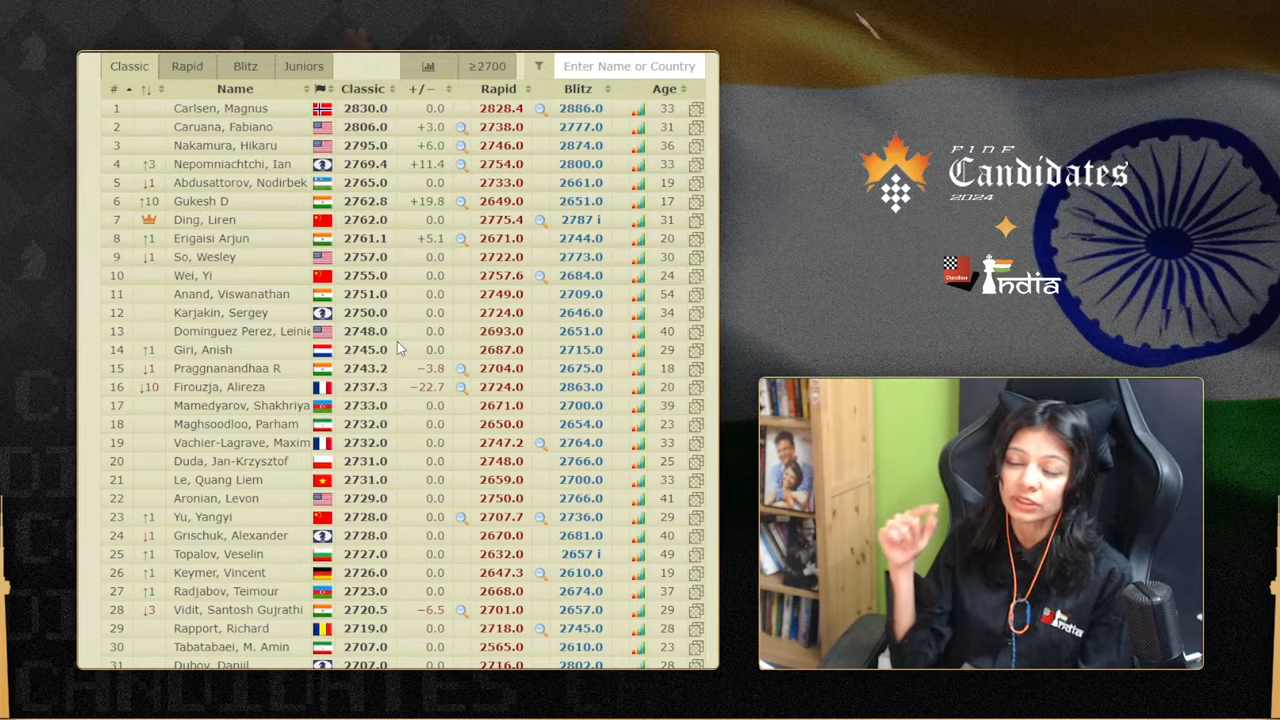 Classic Rapid Blitz Juniors ≥2700 Enter Name or Country
# ↑↓ Name Classic +/− Rapid Blitz Age
1 Carlsen, Magnus 2830.0 0.0 2828.4 2886.0 33
2 Caruana, Fabiano 2806.0 +3.0 2738.0 2777.0 31
3 Nakamura, Hikaru 2795.0 +6.0 2746.0 2874.0 36
4 ↑3 Nepomniachtchi, Ian 2769.4 +11.4 2754.0 2800.0 33
5 ↓1 Abdusattorov, Nodirbek 2765.0 0.0 2733.0 2661.0 19
6 ↑10 Gukesh D 2762.8 +19.8 2649.0 2651.0 17
7 Ding, Liren 2762.0 0.0 2775.4 2787 i 31
8 ↑1 Erigaisi Arjun 2761.1 +5.1 2671.0 2744.0 20
9 ↓1 So, Wesley 2757.0 0.0 2722.0 2773.0 30
10 Wei, Yi 2755.0 0.0 2757.6 2684.0 24
11 Anand, Viswanathan 2751.0 0.0 2749.0 2709.0 54
12 Karjakin, Sergey 2750.0 0.0 2724.0 2646.0 34
13 Dominguez Perez, Leinie 2748.0 0.0 2693.0 2651.0 40
14 ↑1 Giri, Anish 2745.0 0.0 2687.0 2715.0 29
15 ↓1 Praggnanandhaa R 2743.2 −3.8 2704.0 2675.0 18
16 ↓10 Firouzja, Alireza 2737.3 −22.7 2724.0 2863.0 20
17 Mamedyarov, Shakhriya 2733.0 0.0 2671.0 2700.0 39
18 Maghsoodloo, Parham 2732.0 0.0 2650.0 2654.0 23
19 Vachier-Lagrave, Maxim 2732.0 0.0 2747.2 2764.0 33
20 Duda, Jan-Krzysztof 2731.0 0.0 2748.0 2766.0 25
21 Le, Quang Liem 2731.0 0.0 2659.0 2700.0 33
22 Aronian, Levon 2729.0 0.0 2750.0 2766.0 41
23 ↑1 Yu, Yangyi 2728.0 0.0 2707.7 2736.0 29
24 ↓1 Grischuk, Alexander 2728.0 0.0 2670.0 2681.0 40
25 ↑1 Topalov, Veselin 2727.0 0.0 2632.0 2657 i 49
26 ↑1 Keymer, Vincent 2726.0 0.0 2647.3 2610.0 19
27 ↑1 Radjabov, Teimour 2723.0 0.0 2668.0 2674.0 37
28 ↓3 Vidit, Santosh Gujrathi 2720.5 −6.5 2701.0 2657.0 29
29 Rapport, Richard 2719.0 0.0 2718.0 2745.0 28
30 Tabatabaei, M. Amin 2707.0 0.0 2565.0 2610.0 23
31 Dubov, Daniil 2707.0 0.0 2716.0 2802.0 28
FIDE
Candidates
2024
ChessBase
India
India
CANDIDATES